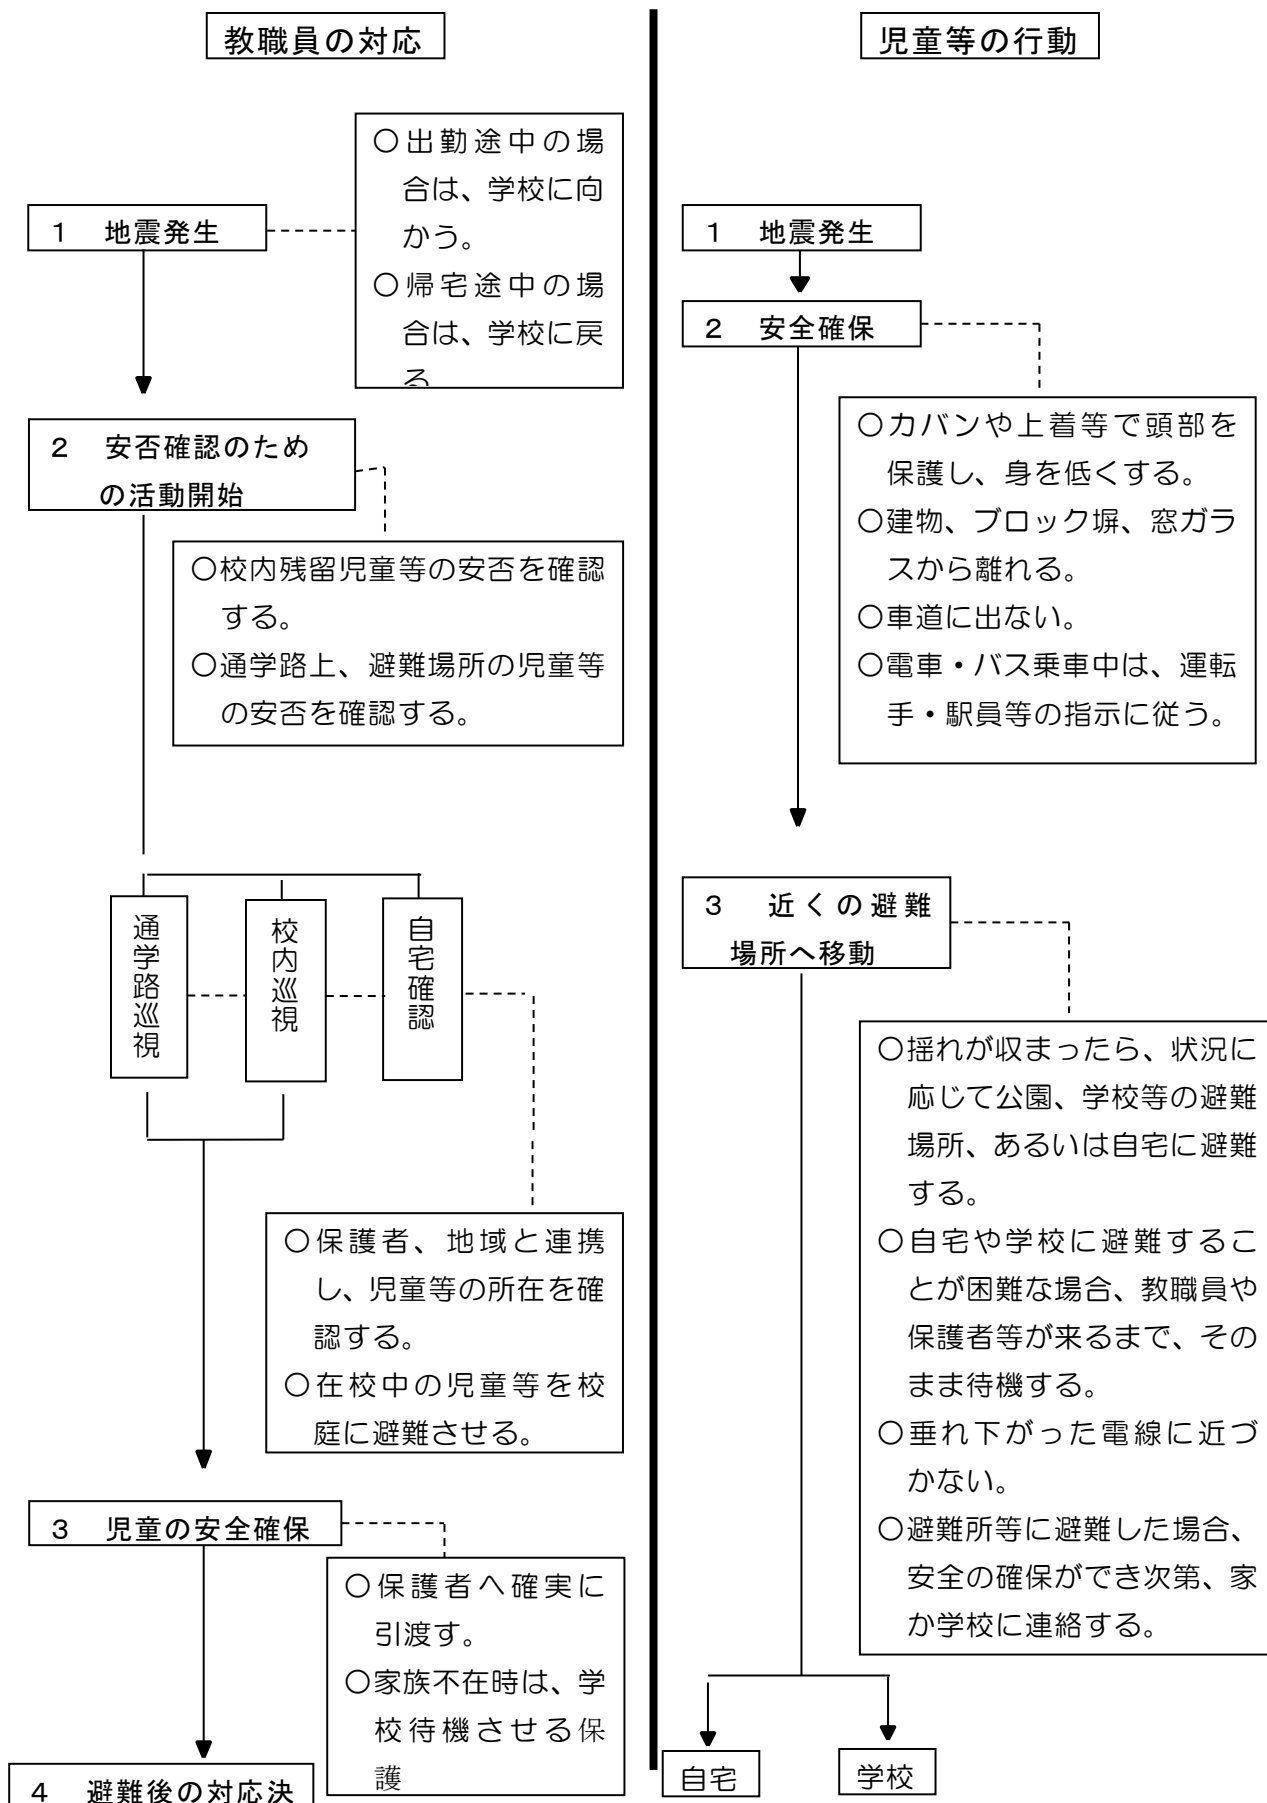 教職員の対応
○出勤途中の場
合は、学校に向
かう。
○帰宅途中の場
合は、学校に戻
る
1 地震発生
2 安否確認のため
の活動開始
○校内残留児童等の安否を確認
する。
○通学路上、避難場所の児童等
の安否を確認する。
通学路巡視
校内巡視
自宅確認
○保護者、地域と連携
し、児童等の所在を確
認する。
○在校中の児童等を校
庭に避難させる。
3 児童の安全確保
○保護者へ確実に
引渡す。
○家族不在時は、学
校待機させる保
護
4 避難後の対応決
児童等の行動
1 地震発生
2 安全確保
○カバンや上着等で頭部を
保護し、身を低くする。
○建物、ブロック塀、窓ガラ
スから離れる。
○車道に出ない。
○電車・バス乗車中は、運転
手・駅員等の指示に従う。
3 近くの避難
場所へ移動
○揺れが収まったら、状況に
応じて公園、学校等の避難
場所、あるいは自宅に避難
する。
○自宅や学校に避難するこ
とが困難な場合、教職員や
保護者等が来るまで、その
まま待機する。
○垂れ下がった電線に近づ
かない。
○避難所等に避難した場合、
安全の確保ができ次第、家
か学校に連絡する。
自宅
学校